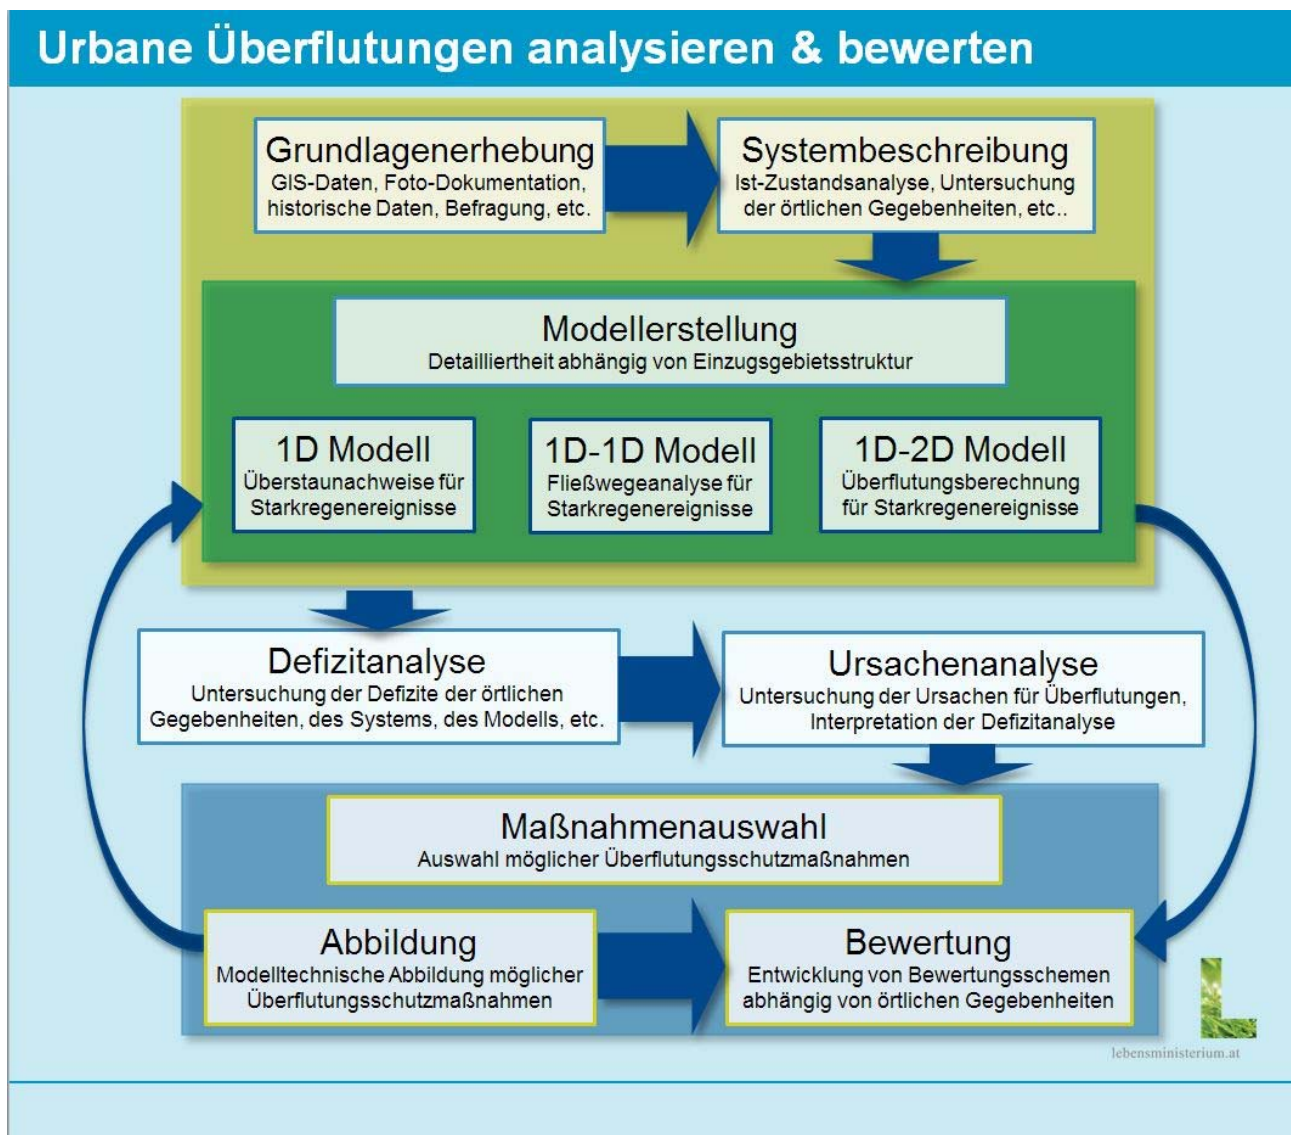 Urbane Überflutungen analysieren & bewerten
Grundlagenerhebung
GIS-Daten, Foto-Dokumentation,
historische Daten, Befragung, etc.
Systembeschreibung
Ist-Zustandsanalyse, Untersuchung
der örtlichen Gegebenheiten, etc..
Modellerstellung
Detailliertheit abhängig von Einzugsgebietsstruktur
1D Modell
Überstaunachweise für
Starkregenereignisse
1D-1D Modell
Fließwegeanalyse für
Starkregenereignisse
1D-2D Modell
Überflutungsberechnung
für Starkregenereignisse
Defizitanalyse
Untersuchung der Defizite der örtlichen
Gegebenheiten, des Systems, des Modells, etc.
Ursachenanalyse
Untersuchung der Ursachen für Überflutungen,
Interpretation der Defizitanalyse
Maßnahmenauswahl
Auswahl möglicher Überflutungsschutzmaßnahmen
Abbildung
Modelltechnische Abbildung möglicher
Überflutungsschutzmaßnahmen
Bewertung
Entwicklung von Bewertungsschemen
abhängig von örtlichen Gegebenheiten
L
lebensministerium.at